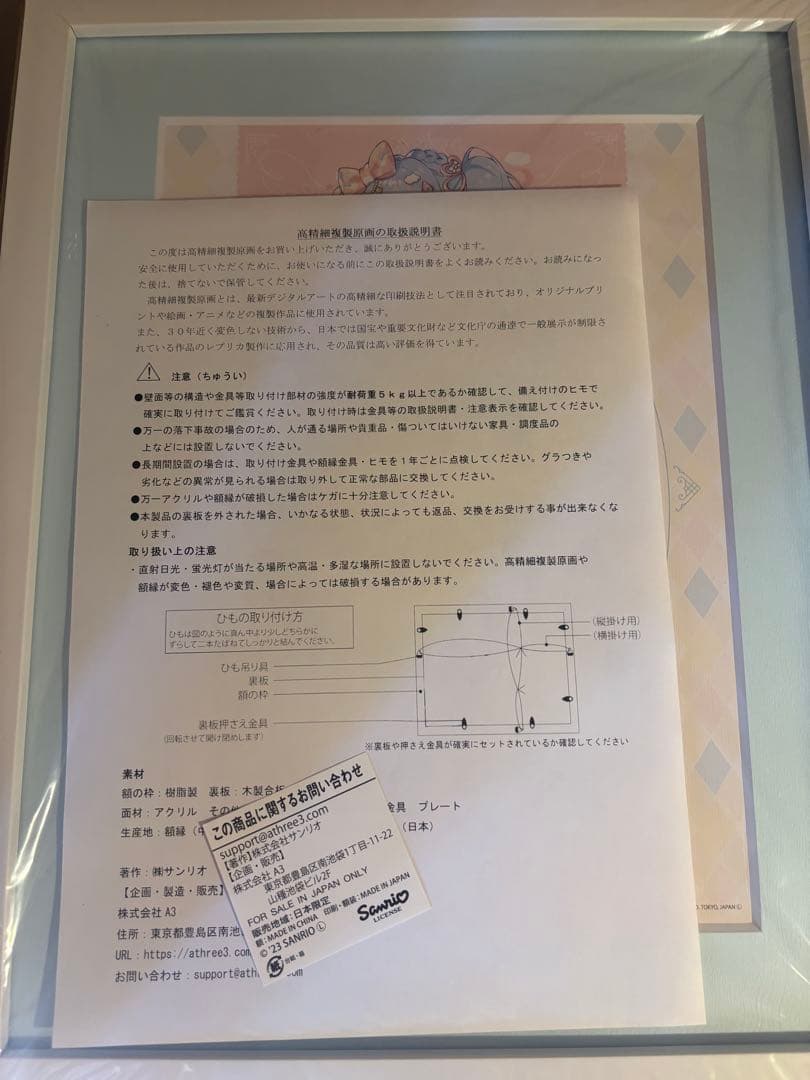 高精細複製原画の取扱説明書
この度は高精細複製原画をお買い上げいただき、誠にありがとうございます。
安全に使用していただくために、お使いになる前にこの取扱説明書をよくお読みください。お読みになっ
た後は、捨てないで保管してください。
高精細複製原画とは、最新デジタルアートの高精細な印刷技法として注目されており、オリジナルプリ
ントや絵画・アニメなどの複製作品に使用されています。
また、30年近く変色しない技術から、日本では国宝や重要文化財など文化庁の通達で一般展示が制限さ
れている作品のレプリカ製作に応用され、その品質は高い評価を得ています。
注意（ちゅうい）
●壁面等の構造や金具等取り付け部材の強度が耐荷重5kg以上であるか確認して、備え付けのヒモで
確実に取り付けてご鑑賞ください。取り付け時は金具等の取扱説明書・注意表示を確認してください。
●万一の落下事故の場合のため、人が通る場所や貴重品・傷ついてはいけない家具・調度品の
上などには設置しないでください。
●長期間設置の場合は、取り付け金具や額縁金具・ヒモを1年ごとに点検してください。グラつきや
劣化などの異常が見られる場合は取り外して正常な部品に交換してください。
●万一アクリルや額縁が破損した場合はケガに十分注意してください。
●本製品の裏板を外された場合、いかなる状態、状況によっても返品、交換をお受けする事が出来なくな
ります。
取り扱い上の注意
・直射日光・蛍光灯が当たる場所や高温・多湿な場所に設置しないでください。高精細複製原画や
額縁が変色・褪色や変質、場合によっては破損する場合があります。
ひもの取り付け方
ひもは図のように真ん中より少しどちらかに
ずらして二本たばねてしっかりと結んでください。
(縦掛け用)
(横掛け用)
ひも吊り具
裏板
額の枠
裏板押さえ金具
(回転させて開け閉めします)
※裏板や押さえ金具が確実にセットされているか確認してください
素材
額の枠：樹脂製　裏板：木製合板
面材：アクリル　その他 金具　プレート
生産地：額縁（中 （日本）
著作：㈱サンリオ
【企画・製造・販売】
株式会社A3
住所：東京都豊島区南池
URL：https://athree3.com
お問い合わせ：support@ath com
この商品に関するお問い合わせ
support@athree3.com
【著作】株式会社サンリオ
【企画・販売】
株式会社A3
東京都豊島区南池袋1丁目-11-22
山種池袋ビル2F
FOR SALE IN JAPAN ONLY
販売地域：日本限定
額：MADE IN CHINA 印刷・額装：MADE IN JAPAN
© '23 SANRIO Ⓛ
Sanrio
LICENSE
紙
台紙・箱
O, TOKYO, JAPAN Ⓛ